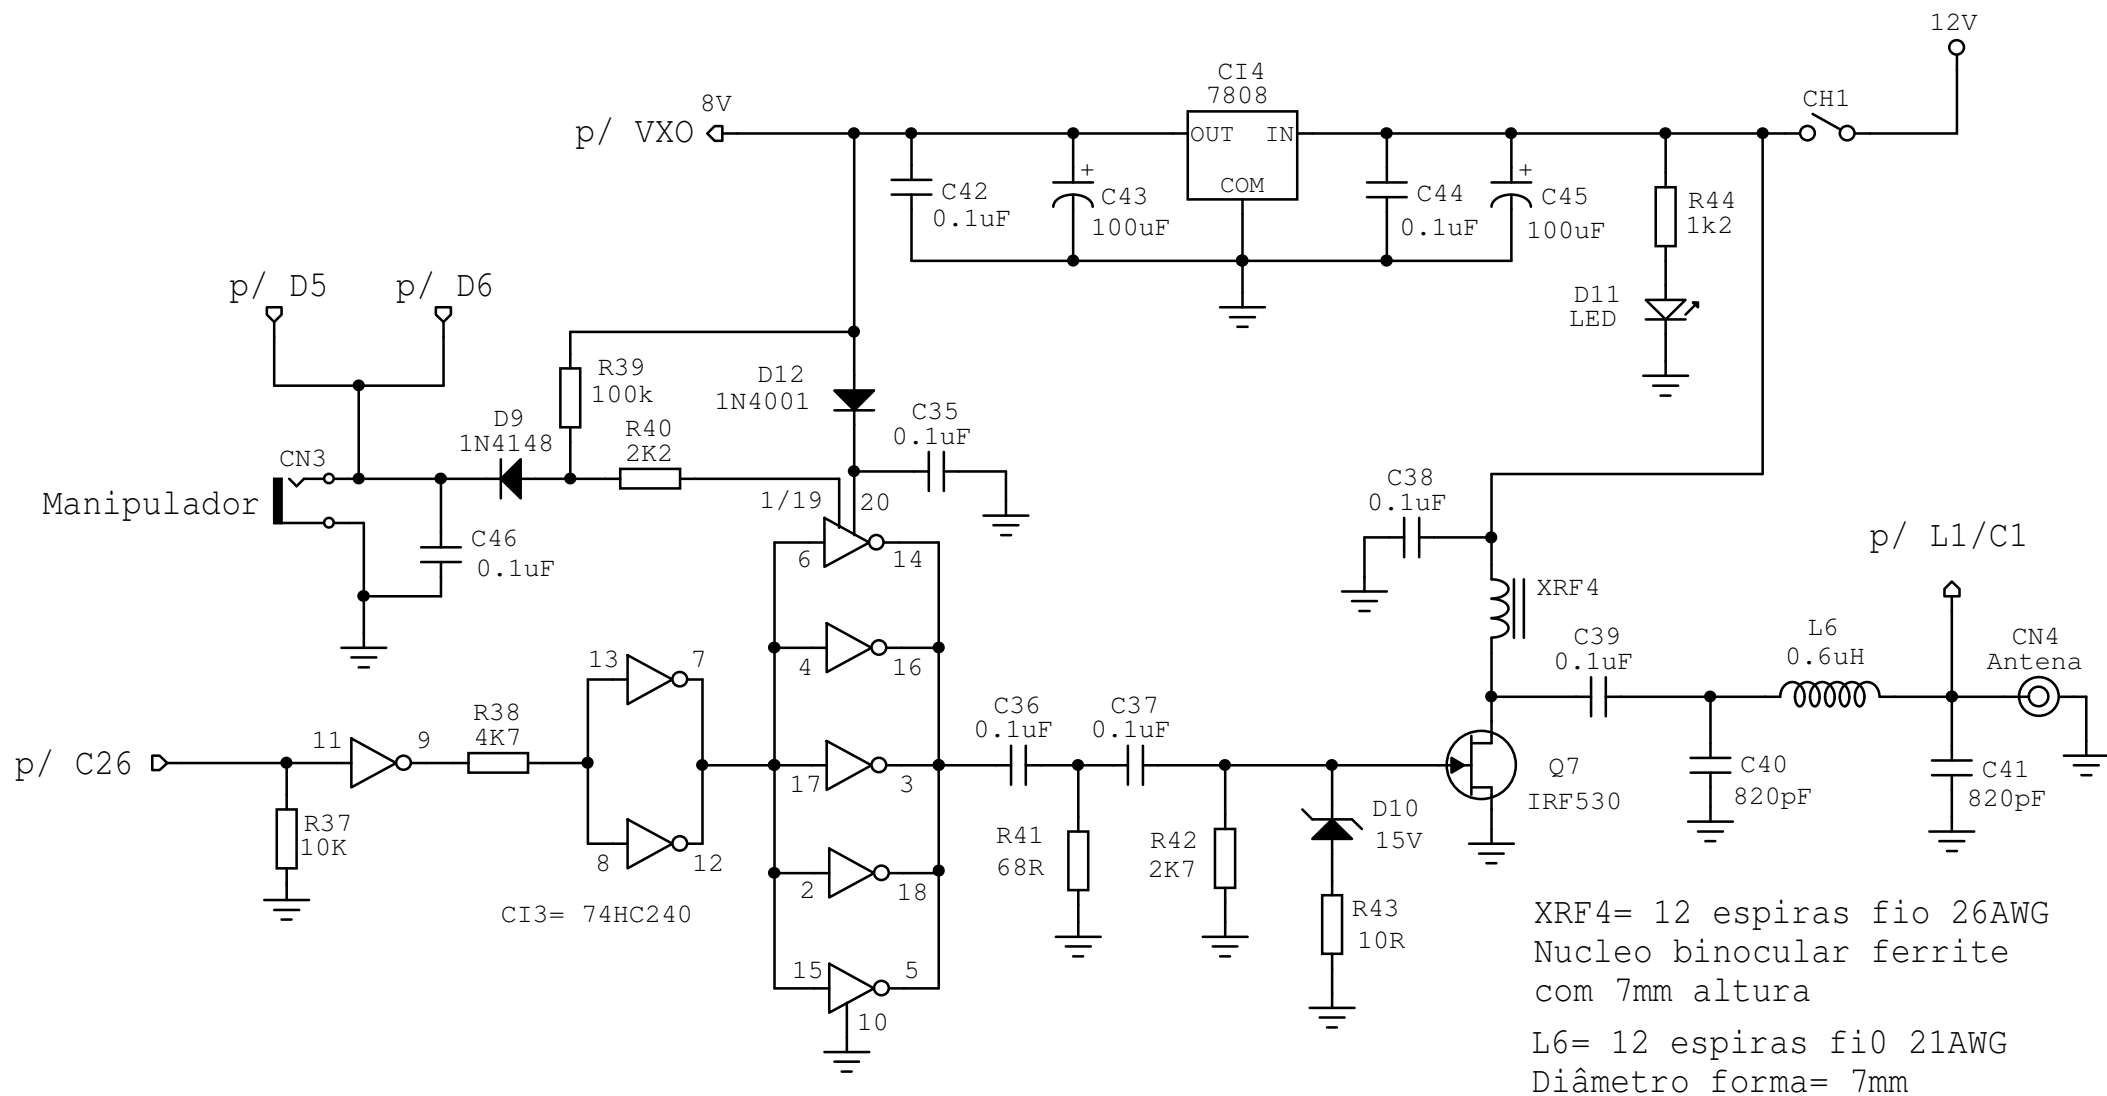 12V
CI4
7808
CH1
8V
p/ VXO
OUT IN
COM
C42
0.1uF
+
C43
100uF
C44
0.1uF
+
C45
100uF
R44
1k2
D11
LED
p/ D5
p/ D6
R39
100k
D12
1N4001
C35
0.1uF
D9
1N4148
R40
2K2
CN3
Manipulador
1/19
20
C46
0.1uF
6
14
C38
0.1uF
p/ L1/C1
XRF4
4
16
13
7
C39
0.1uF
L6
0.6uH
CN4
Antena
R38
4K7
C36
0.1uF
C37
0.1uF
p/ C26
11
9
17
3
Q7
IRF530
C40
820pF
C41
820pF
R37
10K
8
12
R41
68R
R42
2K7
D10
15V
2
18
CI3= 74HC240
R43
10R
15
5
10
XRF4= 12 espiras fio 26AWG
Nucleo binocular ferrite
com 7mm altura
L6= 12 espiras fi0 21AWG
Diâmetro forma= 7mm